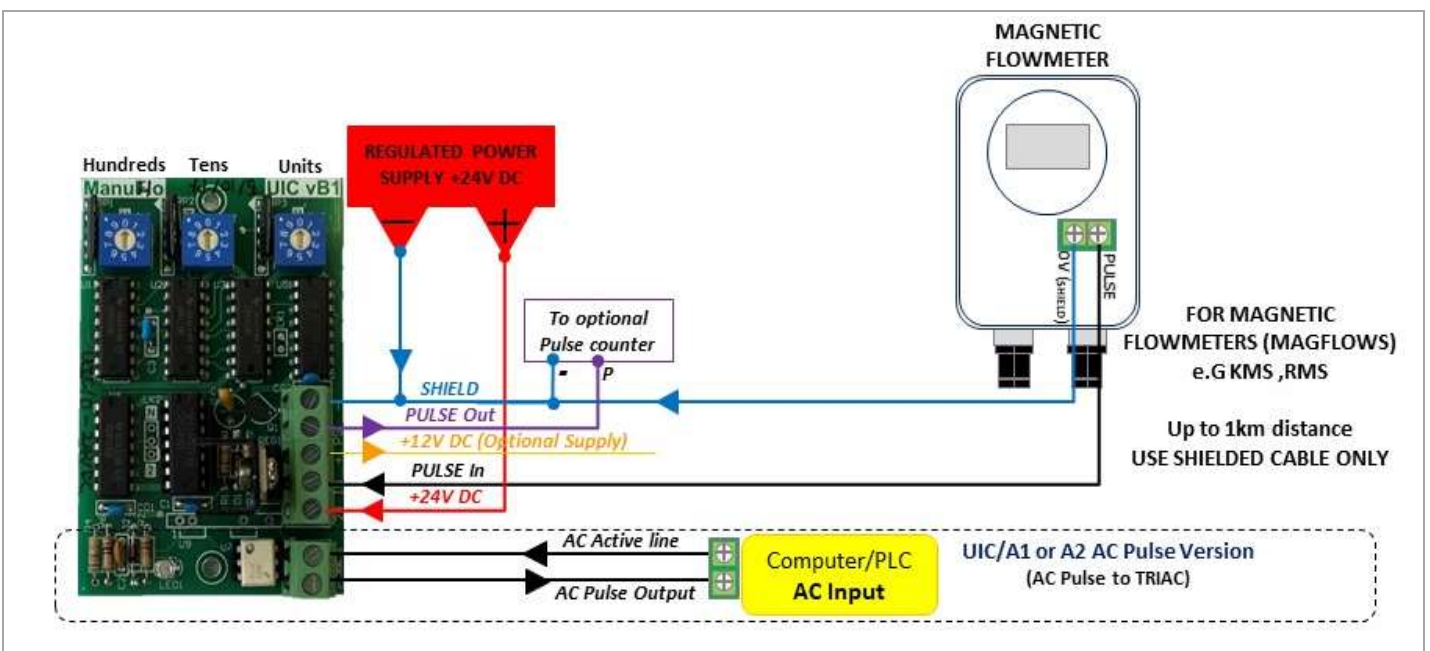 MAGNETIC
FLOWMETER
REGULATED POWER
SUPPLY +24V DC
Hundreds Tens Units
UIC vB1
To optional
Pulse counter
- P
0V (SHIELD)
PULSE
SHIELD
PULSE Out
+12V DC (Optional Supply)
PULSE In
+24V DC
FOR MAGNETIC
FLOWMETERS (MAGFLOWS)
e.G KMS ,RMS
Up to 1km distance
USE SHIELDED CABLE ONLY
AC Active line
AC Pulse Output
Computer/PLC
AC Input
UIC/A1 or A2 AC Pulse Version
(AC Pulse to TRIAC)
LED1